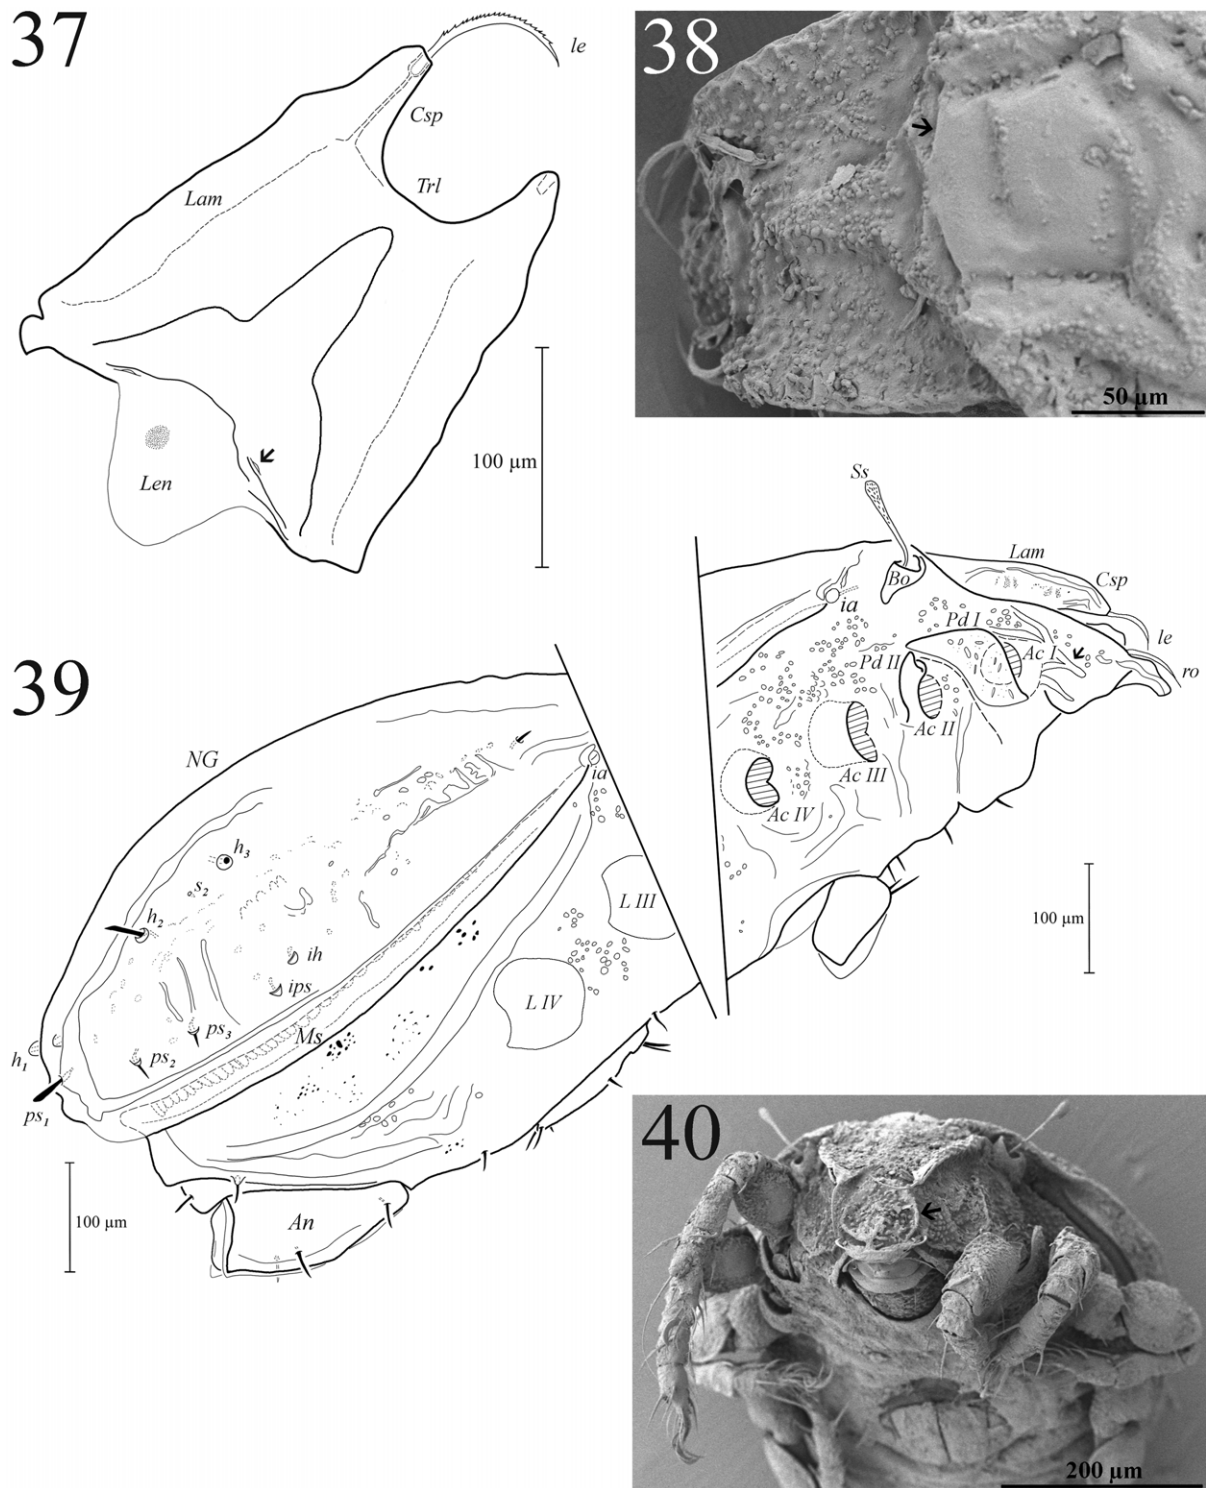 37
le
Csp
Trl
Lam
Len
100 µm
38
50 µm
Ss
Lam
Bo
Csp
ia
Pd I
le
Ac I
ro
Pd II
Ac II
Ac III
Ac IV
100 µm
39
NG
ia
h3
s2
h2
L III
ih
ips
L IV
ps3
Ms
h1
ps2
ps1
An
100 µm
40
200 µm